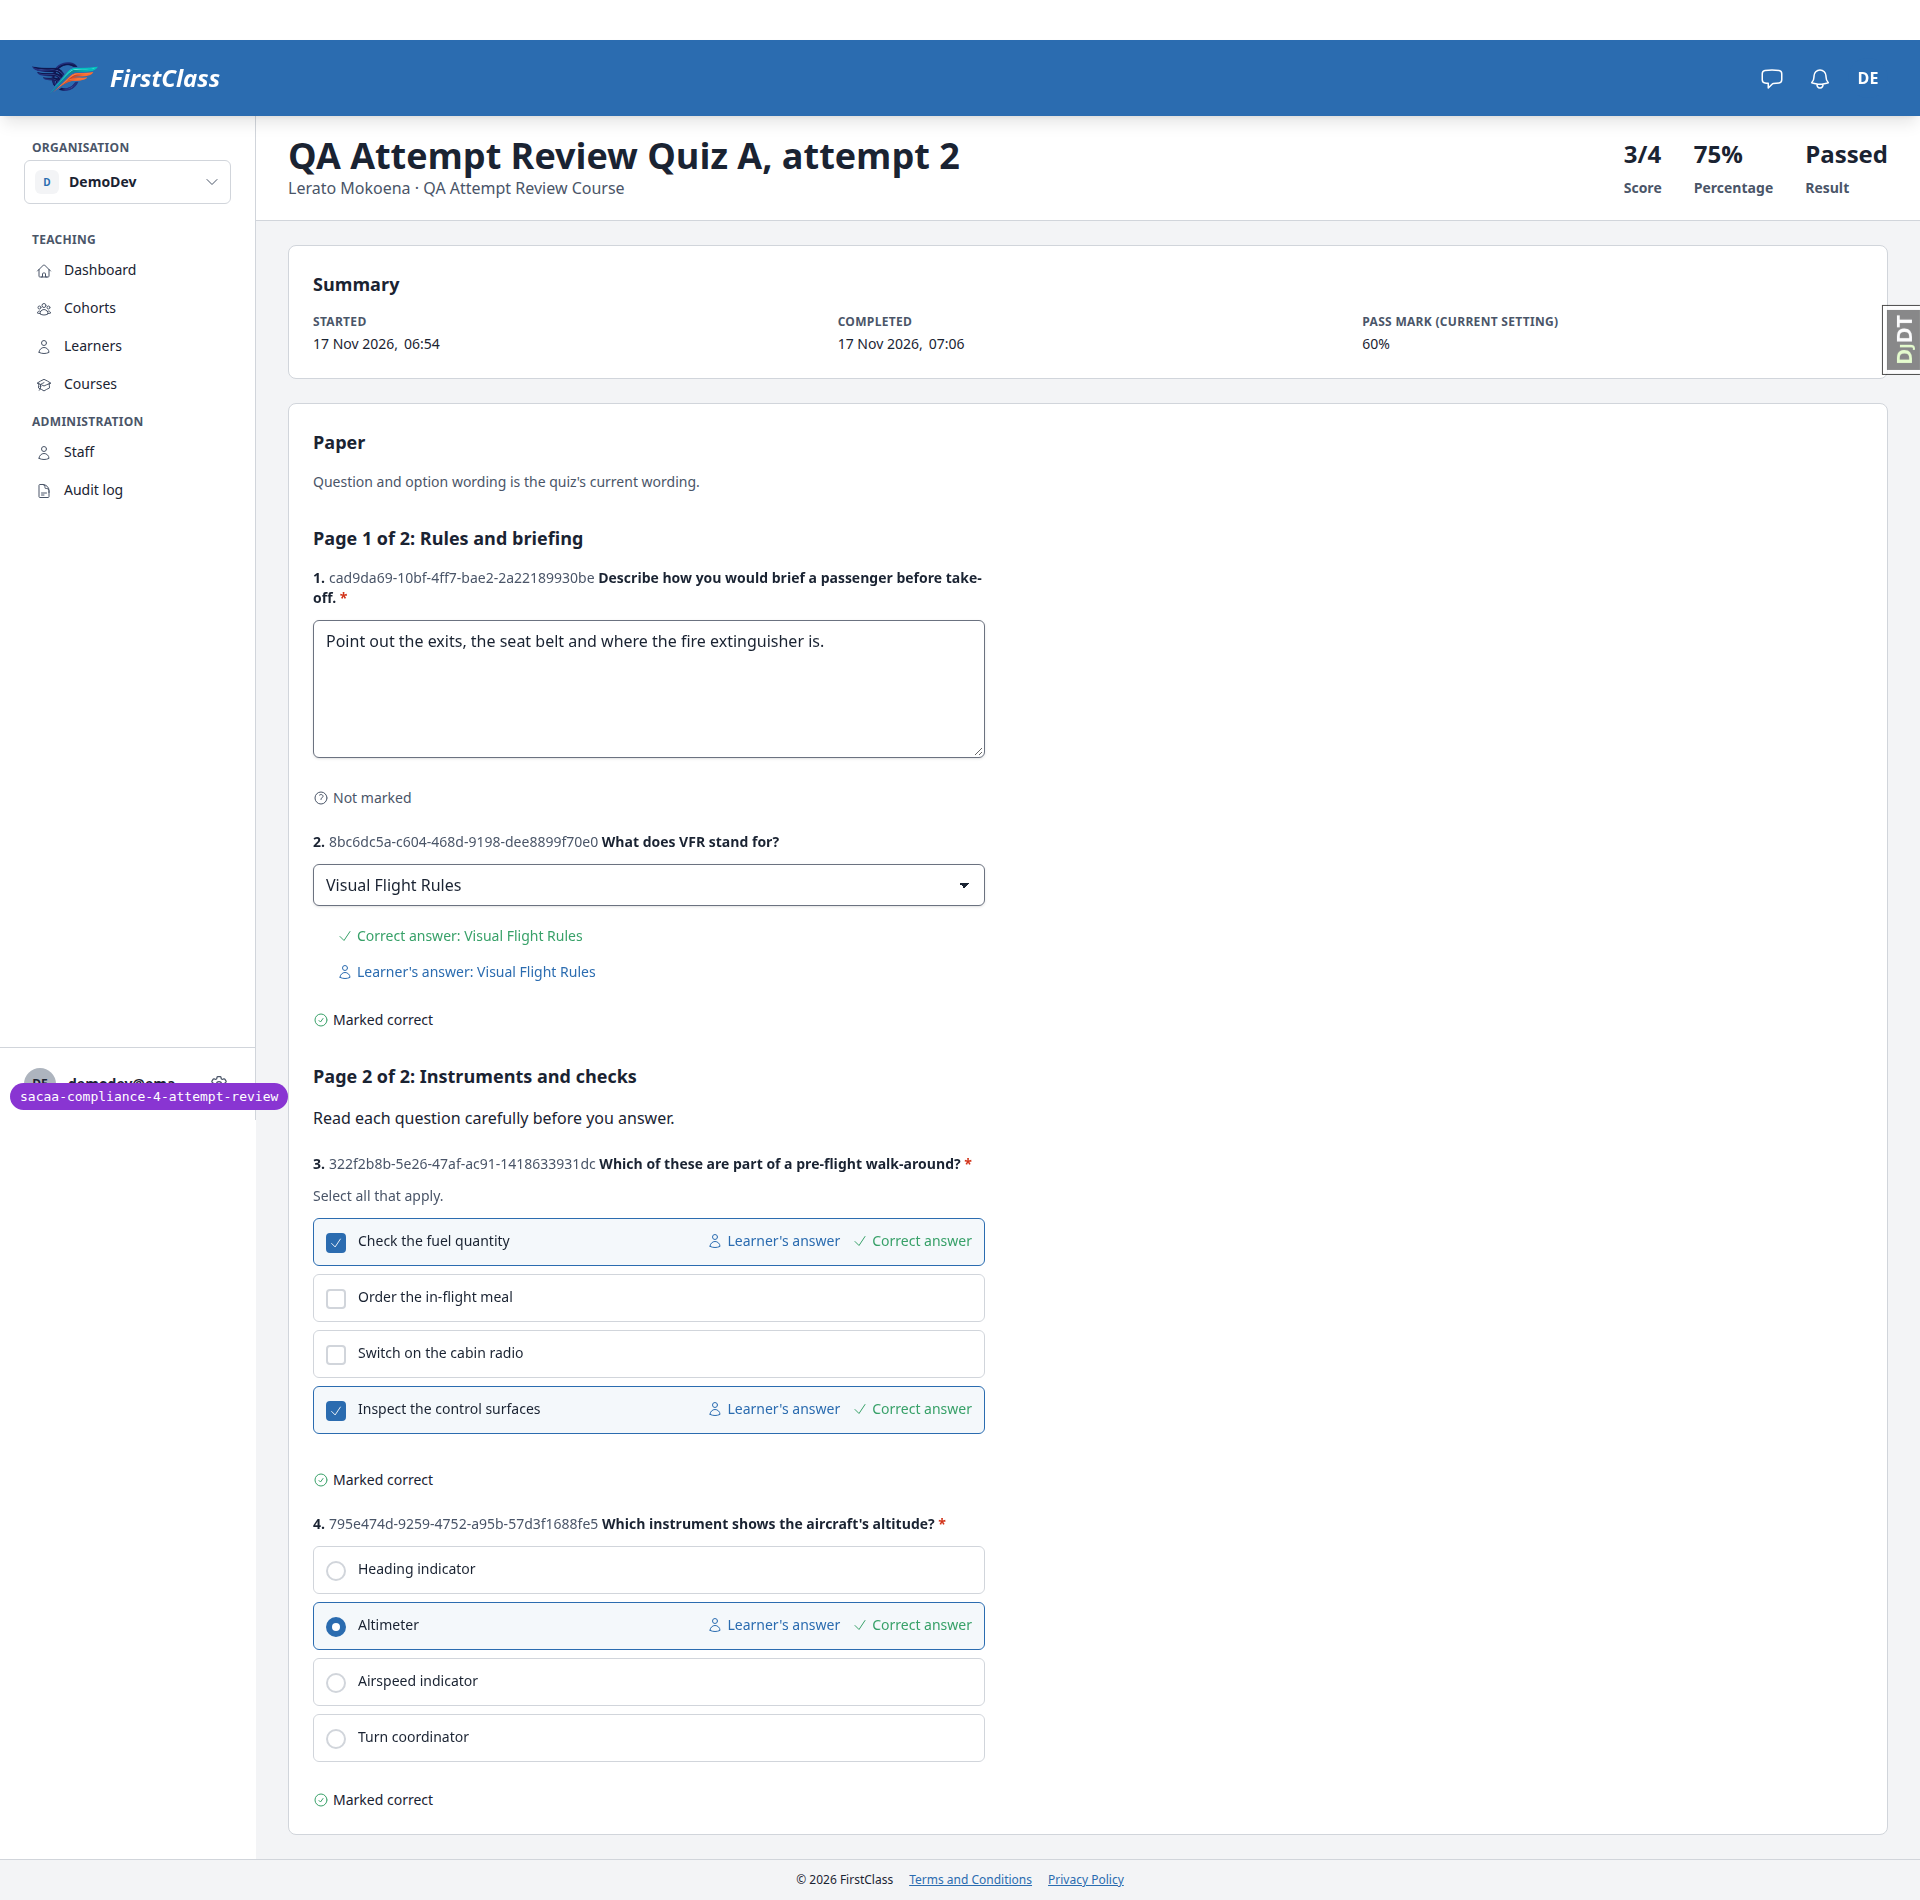 FirstClass
DE
ORGANISATION
D DemoDev
TEACHING
Dashboard
Cohorts
Learners
Courses
ADMINISTRATION
Staff
Audit log
sacaa-compliance-4-attempt-review
QA Attempt Review Quiz A, attempt 2
Lerato Mokoena · QA Attempt Review Course
3/4 75% Passed
Score Percentage Result
DjDT
Summary
STARTED COMPLETED PASS MARK (CURRENT SETTING)
17 Nov 2026, 06:54 17 Nov 2026, 07:06 60%
Paper
Question and option wording is the quiz's current wording.
Page 1 of 2: Rules and briefing
1. cad9da69-10bf-4ff7-bae2-2a22189930be Describe how you would brief a passenger before take-
off. *
Point out the exits, the seat belt and where the fire extinguisher is.
Not marked
2. 8bc6dc5a-c604-468d-9198-dee8899f70e0 What does VFR stand for?
Visual Flight Rules
Correct answer: Visual Flight Rules
Learner's answer: Visual Flight Rules
Marked correct
Page 2 of 2: Instruments and checks
Read each question carefully before you answer.
3. 322f2b8b-5e26-47af-ac91-1418633931dc Which of these are part of a pre-flight walk-around? *
Select all that apply.
Check the fuel quantity Learner's answer Correct answer
Order the in-flight meal
Switch on the cabin radio
Inspect the control surfaces Learner's answer Correct answer
Marked correct
4. 795e474d-9259-4752-a95b-57d3f1688fe5 Which instrument shows the aircraft's altitude? *
Heading indicator
Altimeter Learner's answer Correct answer
Airspeed indicator
Turn coordinator
Marked correct
© 2026 FirstClass Terms and Conditions Privacy Policy